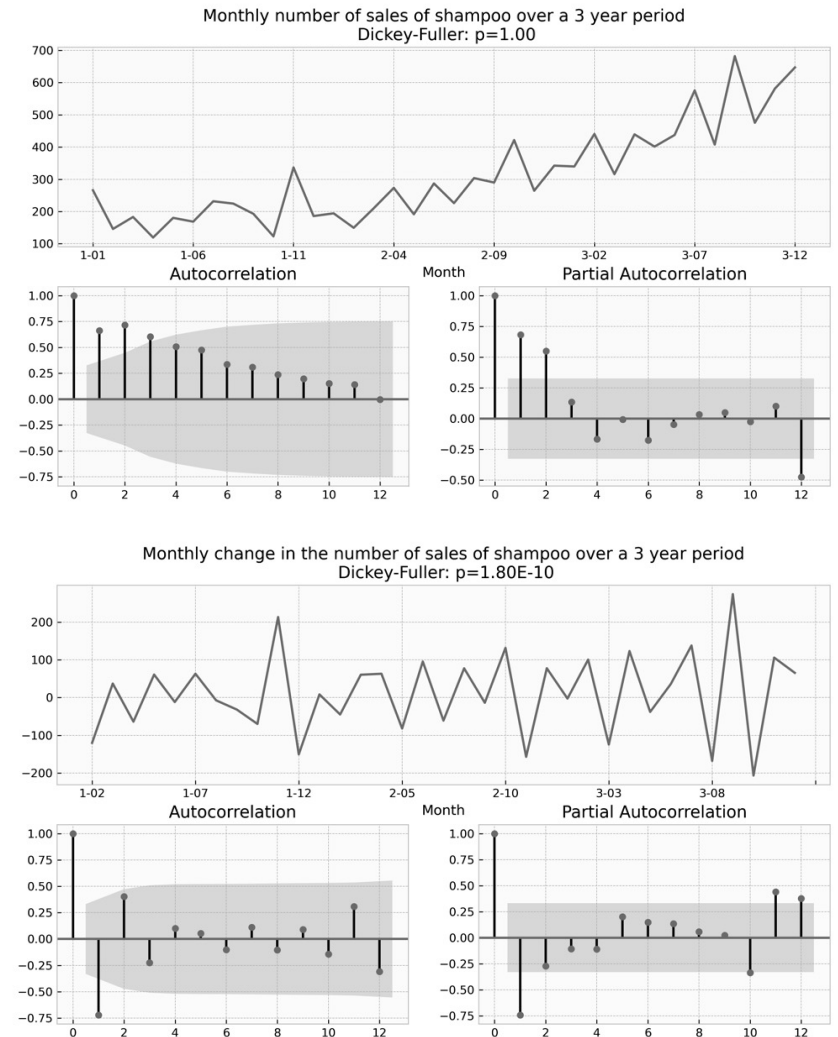 Monthly number of sales of shampoo over a 3 year period
Dickey-Fuller: p=1.00
700
600
500
400
300
200
100
1-01 1-06 1-11 2-04 2-09 3-02 3-07 3-12
Month
Autocorrelation
1.00
0.75
0.50
0.25
0.00
−0.25
−0.50
−0.75
0 2 4 6 8 10 12
Partial Autocorrelation
1.00
0.75
0.50
0.25
0.00
−0.25
−0.50
0 2 4 6 8 10 12
Monthly change in the number of sales of shampoo over a 3 year period
Dickey-Fuller: p=1.80E-10
200
100
0
−100
−200
1-02 1-07 1-12 2-05 2-10 3-03 3-08
Month
Autocorrelation
1.00
0.75
0.50
0.25
0.00
−0.25
−0.50
−0.75
0 2 4 6 8 10 12
Partial Autocorrelation
1.00
0.75
0.50
0.25
0.00
−0.25
−0.50
−0.75
0 2 4 6 8 10 12